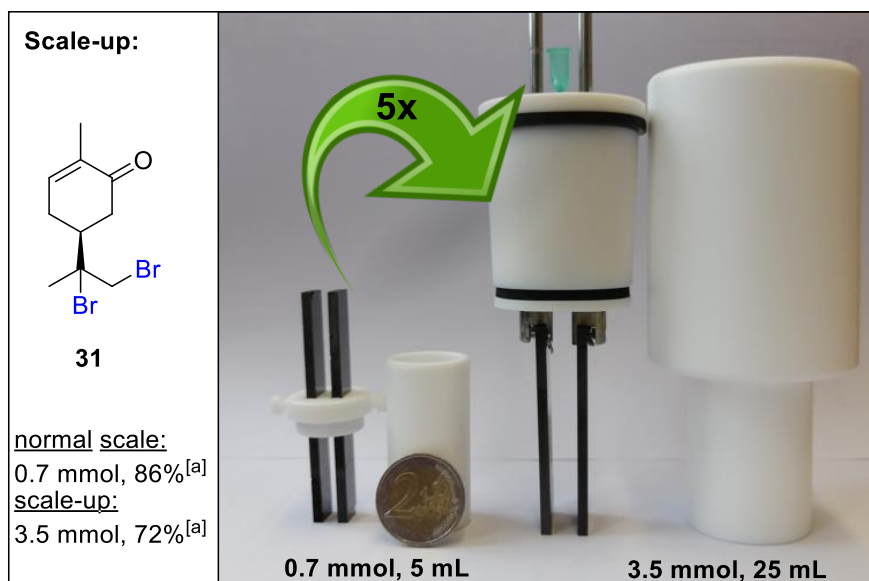 Scale-up:
O
Br
Br
31
normal scale:
0.7 mmol, 86%[a]
scale-up:
3.5 mmol, 72%[a]
5x
2
0.7 mmol, 5 mL
3.5 mmol, 25 mL